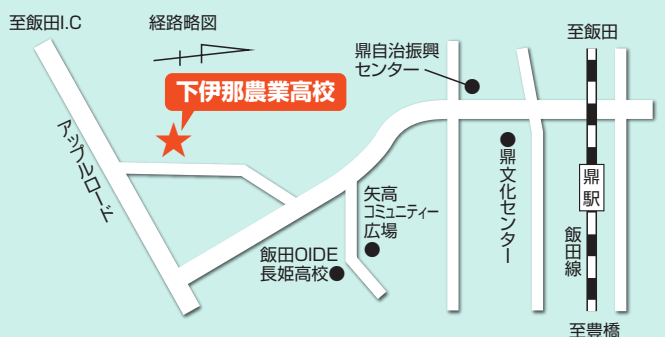 至飯田I.C
経路略図
至飯田
鼎自治振興
センター
下伊那農業高校
アップルロード
鼎文化センター
鼎駅
矢高
コミュニティー
広場
飯田線
飯田OIDE
長姫高校
至豊橋